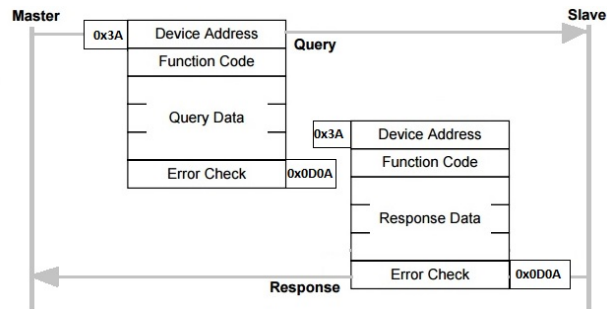 Master
Slave
0x3A
Device Address
Query
Function Code
Query Data
Error Check
0x0D0A
0x3A
Device Address
Function Code
Response Data
Error Check
0x0D0A
Response